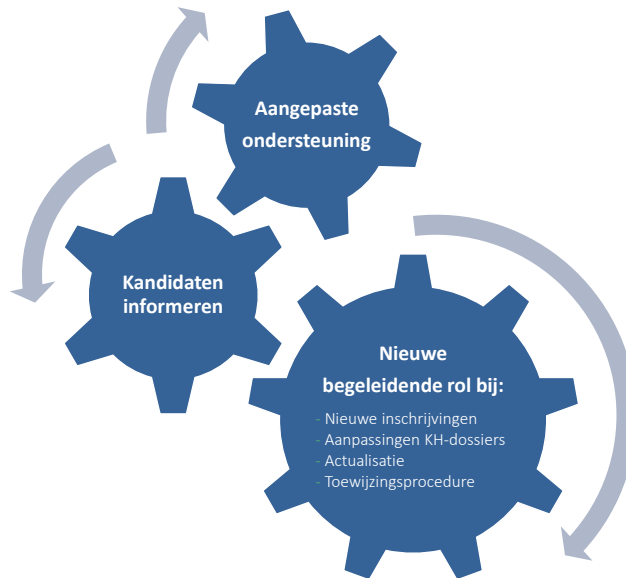 Aangepaste
ondersteuning
Kandidaten
informeren
Nieuwe
begeleidende rol bij:
- Nieuwe inschrijvingen
- Aanpassingen KH-dossiers
- Actualisatie
- Toewijzingsprocedure